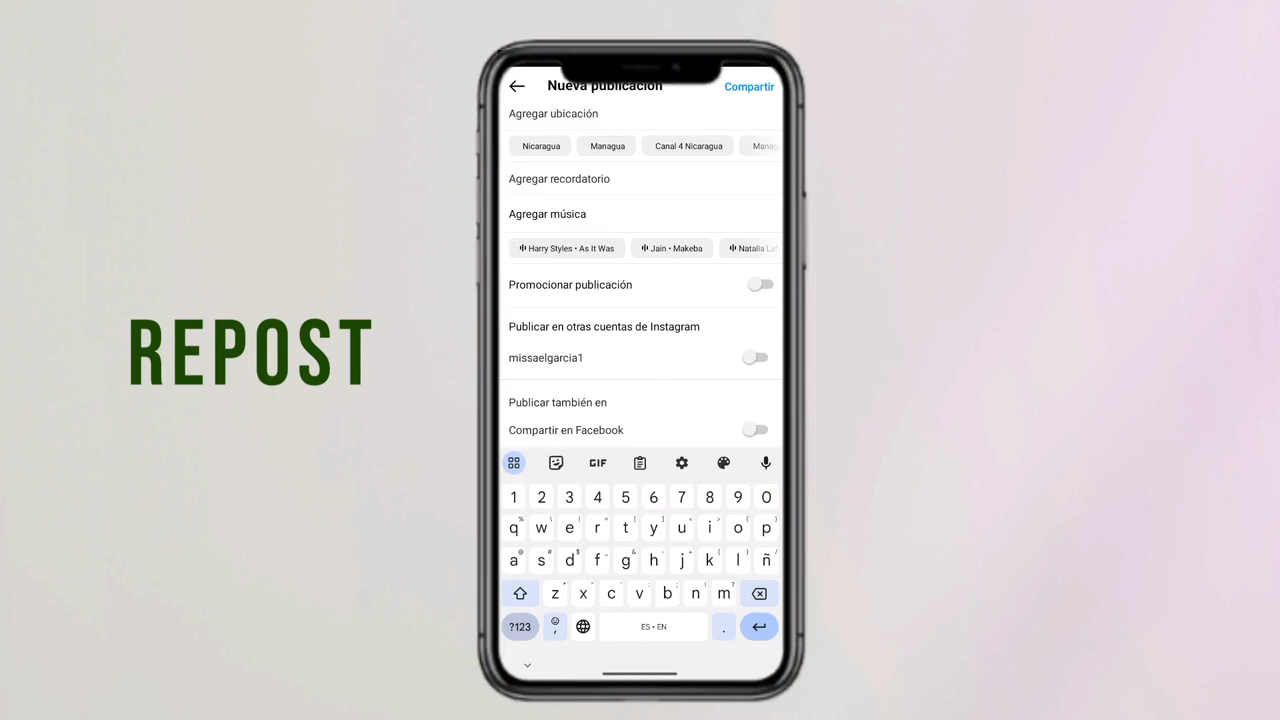 REPOST
Nueva publicación
Compartir
Agregar ubicación
Nicaragua Managua Canal 4 Nicaragua
Agregar recordatorio
Agregar música
Harry Styles • As It Was Jain • Makeba Natalia
Promocionar publicación
Publicar en otras cuentas de Instagram
missaelgarcia1
Publicar también en
Compartir en Facebook
GIF
1 2 3 4 5 6 7 8 9 0
q w e r t y u i o p
a s d f g h j k l ñ
z x c v b n m
?123 , ES • EN .